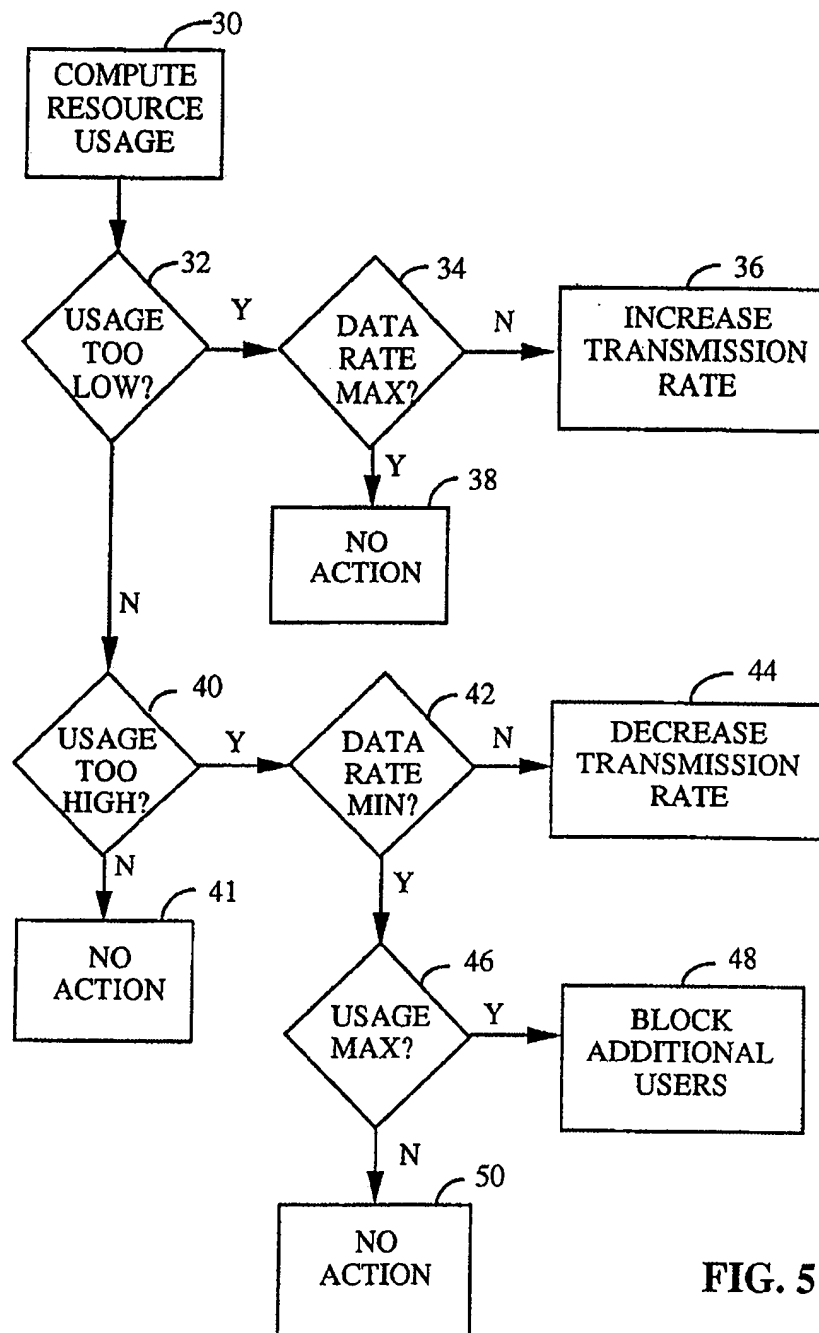 30
COMPUTE
RESOURCE
USAGE
32
USAGE
TOO
LOW?
Y
34
DATA
RATE
MAX?
N
36
INCREASE
TRANSMISSION
RATE
Y
38
NO
ACTION
N
40
USAGE
TOO
HIGH?
Y
42
DATA
RATE
MIN?
N
44
DECREASE
TRANSMISSION
RATE
N
41
NO
ACTION
Y
46
USAGE
MAX?
Y
48
BLOCK
ADDITIONAL
USERS
N
50
NO
ACTION
FIG. 5